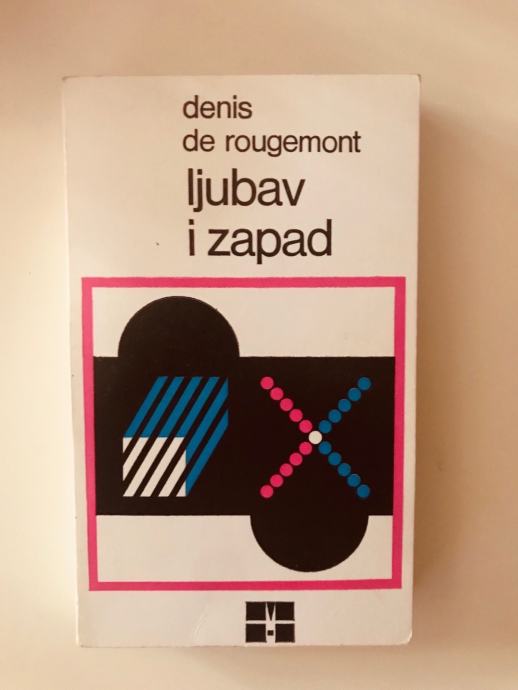 denis
de rougemont
ljubav
i zapad